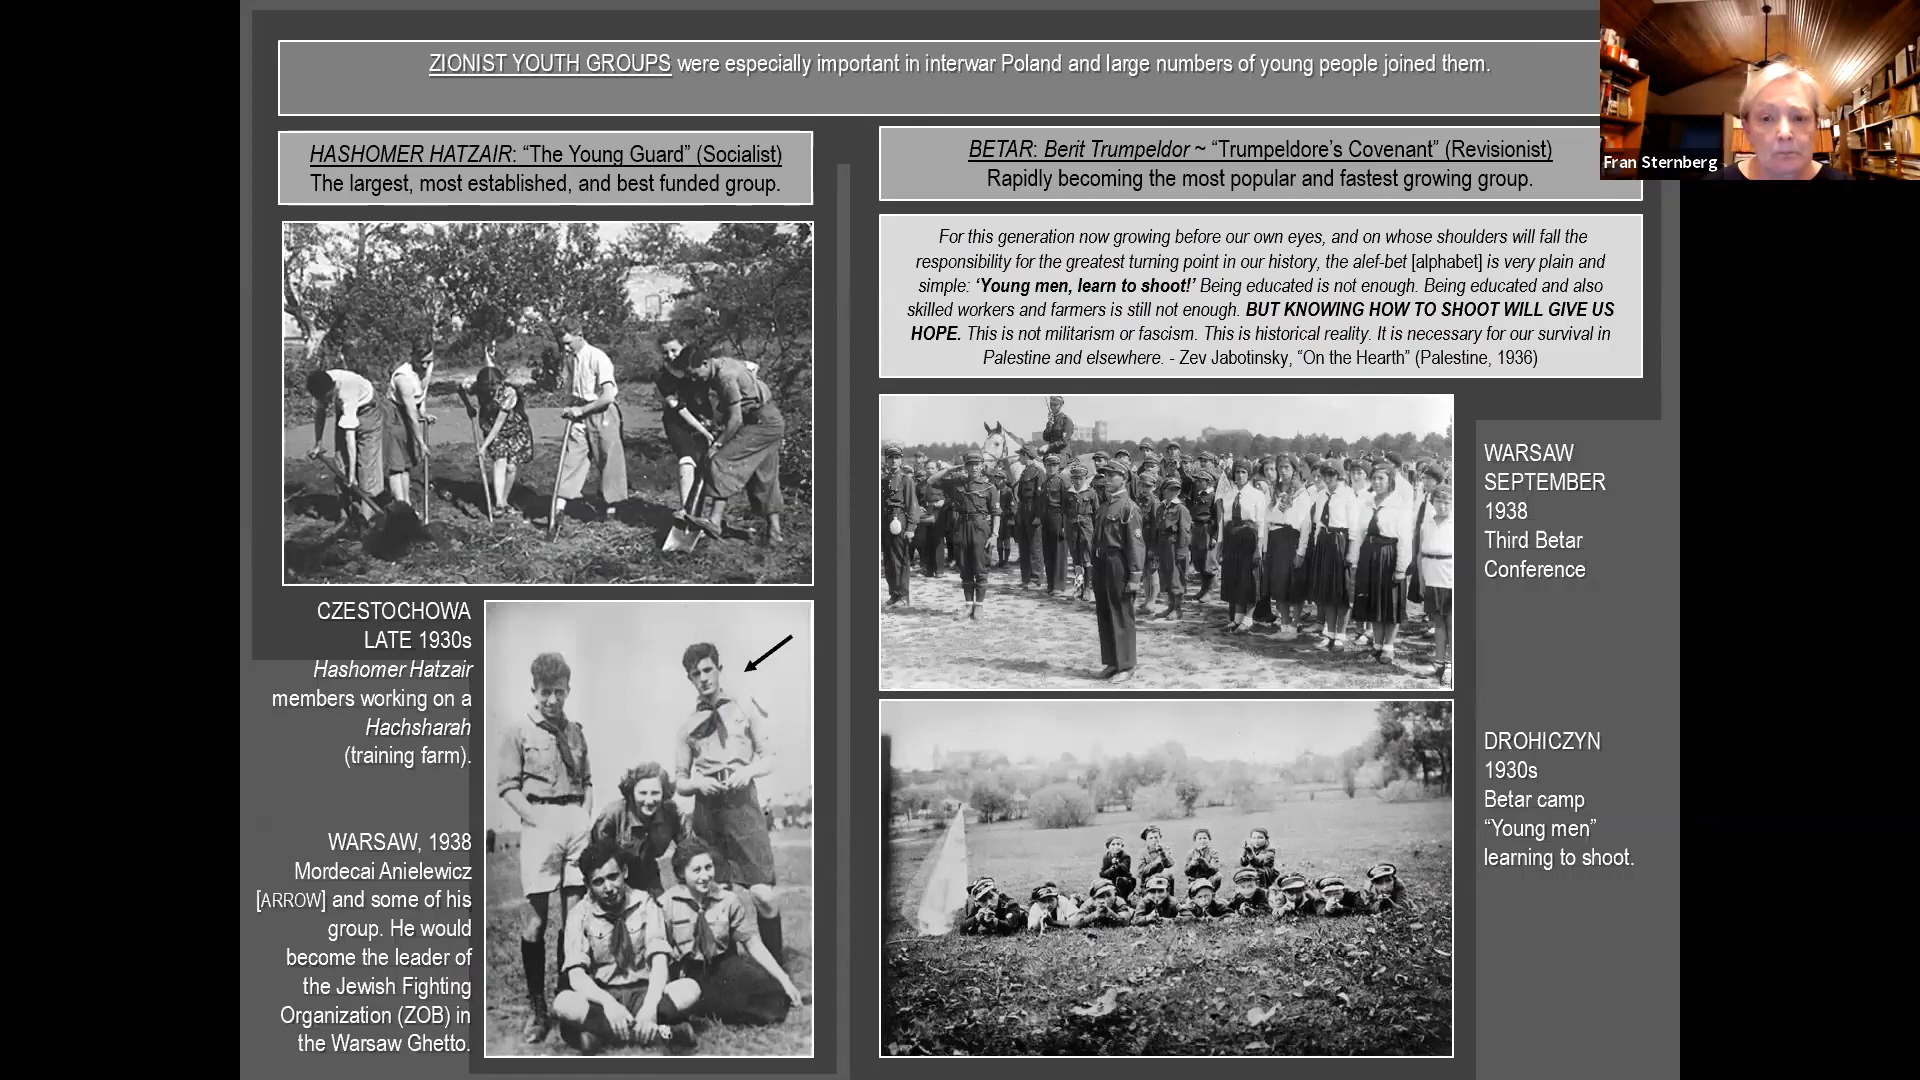 ZIONIST YOUTH GROUPS were especially important in interwar Poland and large numbers of young people joined them.
HASHOMER HATZAIR: “The Young Guard” (Socialist)
The largest, most established, and best funded group.
CZESTOCHOWA
LATE 1930s
Hashomer Hatzair
members working on a
Hachsharah
(training farm).
WARSAW, 1938
Mordecai Anielewicz
[ARROW] and some of his
group. He would
become the leader of
the Jewish Fighting
Organization (ZOB) in
the Warsaw Ghetto.
BETAR: Berit Trumpeldor ~ “Trumpeldore’s Covenant” (Revisionist)
Rapidly becoming the most popular and fastest growing group.
For this generation now growing before our own eyes, and on whose shoulders will fall the
responsibility for the greatest turning point in our history, the alef-bet [alphabet] is very plain and
simple: ‘Young men, learn to shoot!’ Being educated is not enough. Being educated and also
skilled workers and farmers is still not enough. BUT KNOWING HOW TO SHOOT WILL GIVE US
HOPE. This is not militarism or fascism. This is historical reality. It is necessary for our survival in
Palestine and elsewhere. - Zev Jabotinsky, “On the Hearth” (Palestine, 1936)
WARSAW
SEPTEMBER
1938
Third Betar
Conference
DROHICZYN
1930s
Betar camp
“Young men”
learning to shoot.
Fran Sternberg